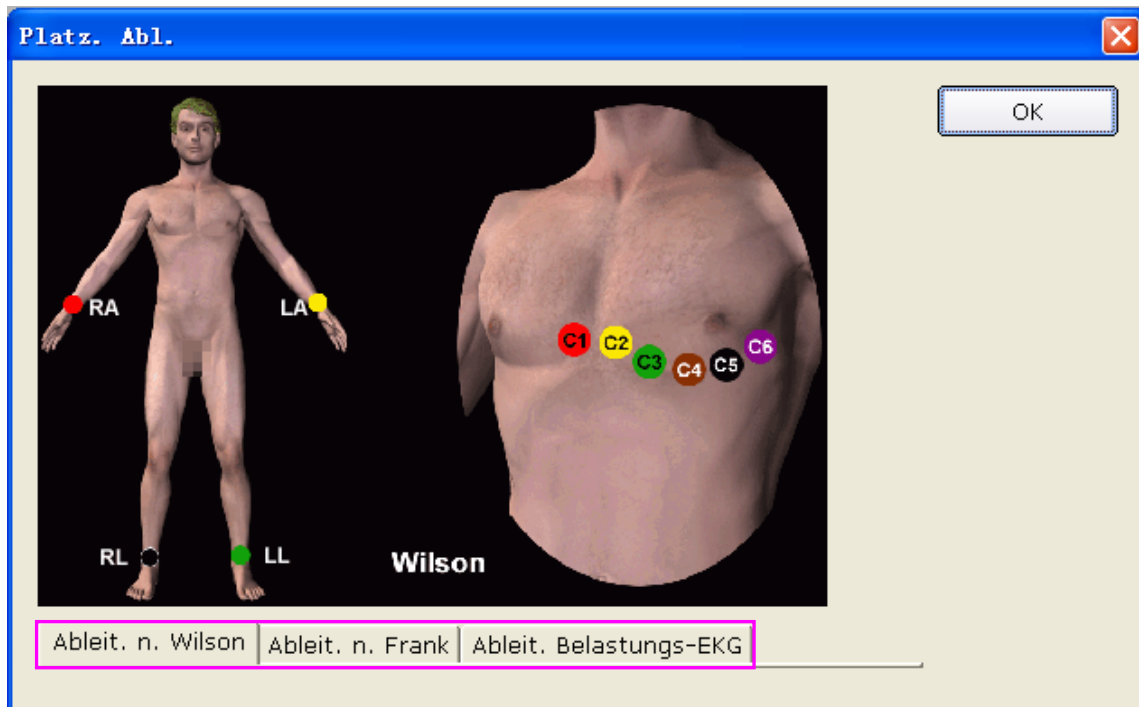 Platz. Abl.
OK
RA
LA
C1
C2
C3
C4
C5
C6
RL
LL
Wilson
Ableit. n. Wilson
Ableit. n. Frank
Ableit. Belastungs-EKG